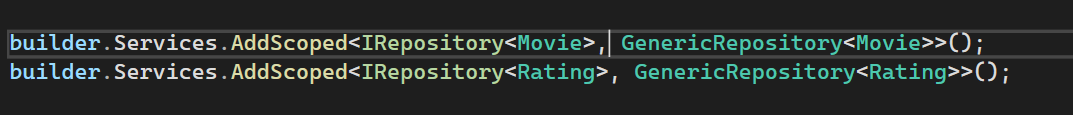 builder.Services.AddScoped<IRepository<Movie>, GenericRepository<Movie>>();
builder.Services.AddScoped<IRepository<Rating>, GenericRepository<Rating>>();